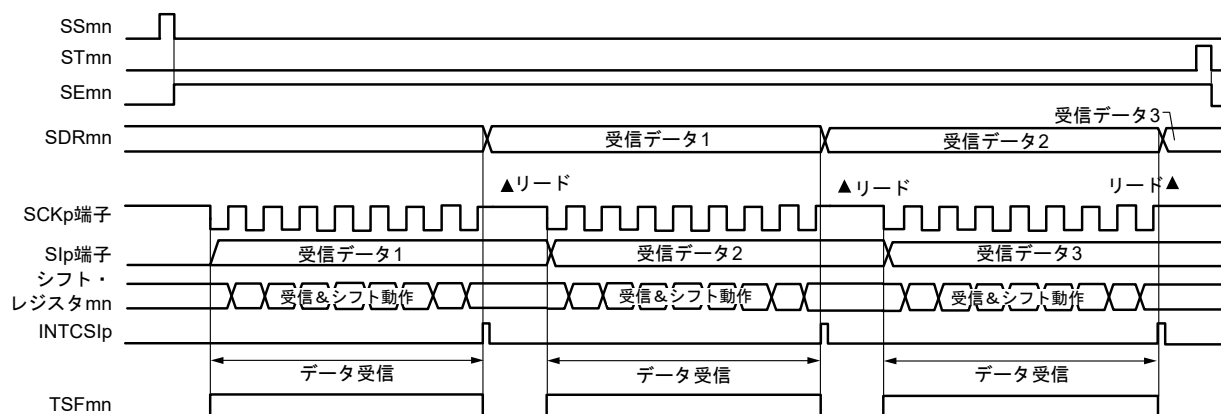 SSmn
STmn
SEmn
受信データ3
SDRmn 受信データ1 受信データ2
▲リード ▲リード リード▲
SCKp端子
SIp端子 受信データ1 受信データ2 受信データ3
シフト・
レジスタmn 受信&シフト動作 受信&シフト動作 受信&シフト動作
INTCSIp
データ受信 データ受信 データ受信
TSFmn